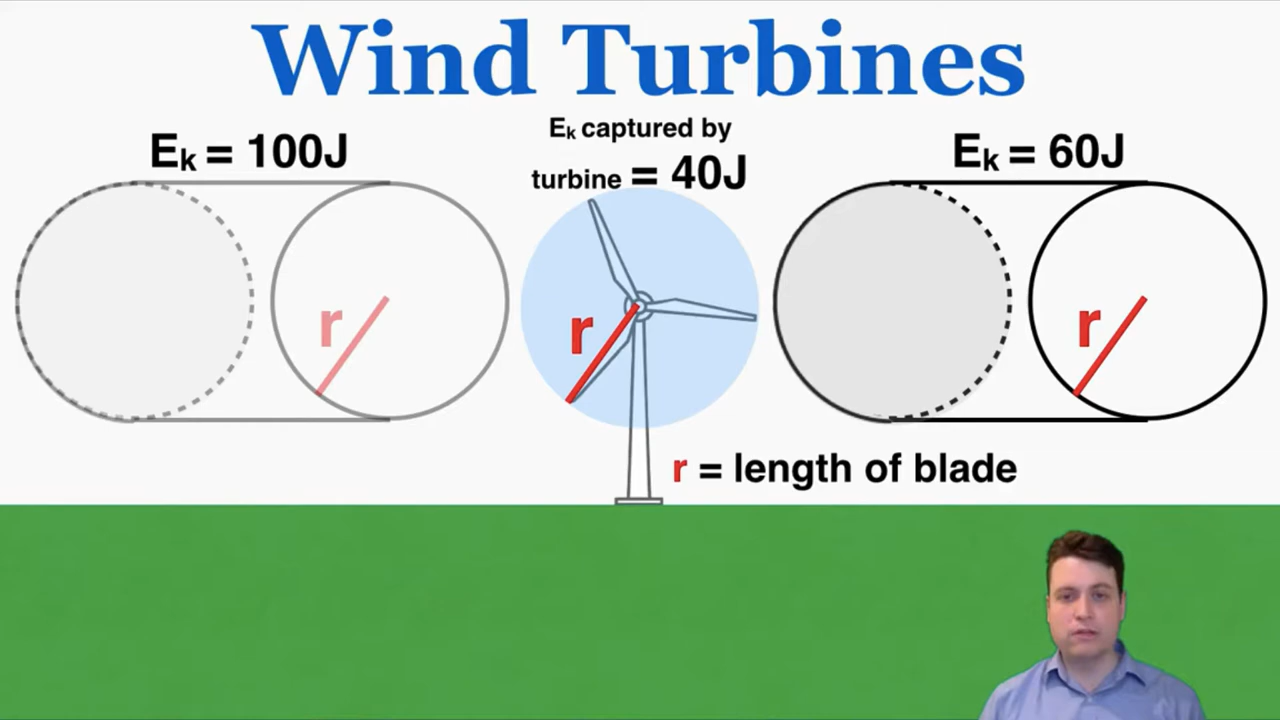 Wind Turbines
Eₖ = 100J
Eₖ captured by
turbine = 40J
Eₖ = 60J
r
r
r
r = length of blade